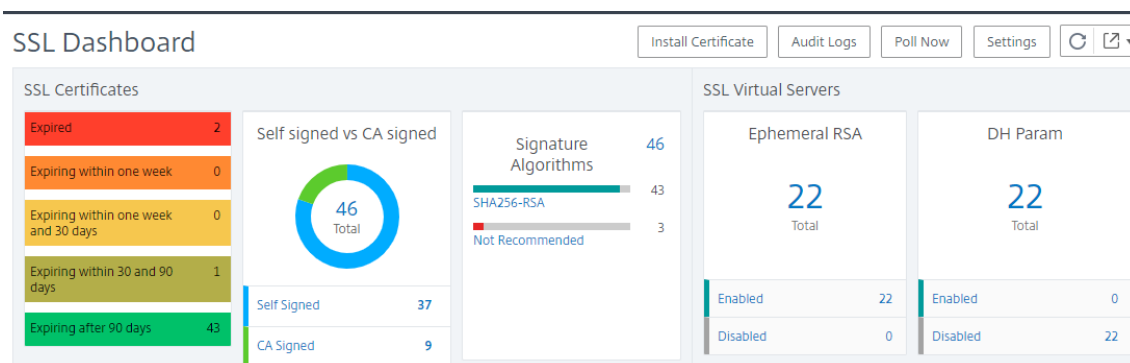 SSL Dashboard
Install Certificate
Audit Logs
Poll Now
Settings
SSL Certificates
Expired 2
Expiring within one week 0
Expiring within one week 0
and 30 days
Expiring within 30 and 90 1
days
Expiring after 90 days 43
Self signed vs CA signed
46
Total
Self Signed 37
CA Signed 9
Signature 46
Algorithms
43
SHA256-RSA
3
Not Recommended
SSL Virtual Servers
Ephemeral RSA
22
Total
Enabled 22
Disabled 0
DH Param
22
Total
Enabled 0
Disabled 22